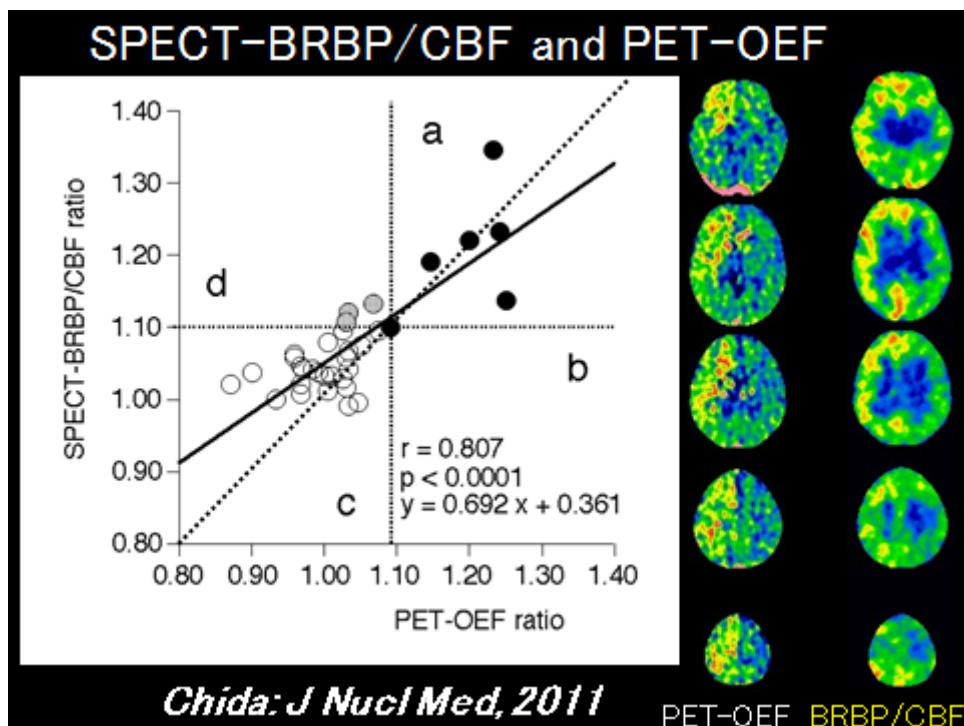 SPECT-BRBP/CBF and PET-OEF
SPECT-BRBP/CBF ratio
1.40
1.30
1.20
1.10
1.00
0.90
0.80
a
d
b
c
r = 0.807
p < 0.0001
y = 0.692 x + 0.361
0.80 0.90 1.00 1.10 1.20 1.30 1.40
PET-OEF ratio
Chida: J Nucl Med, 2011
PET-OEF BRBP/CBF